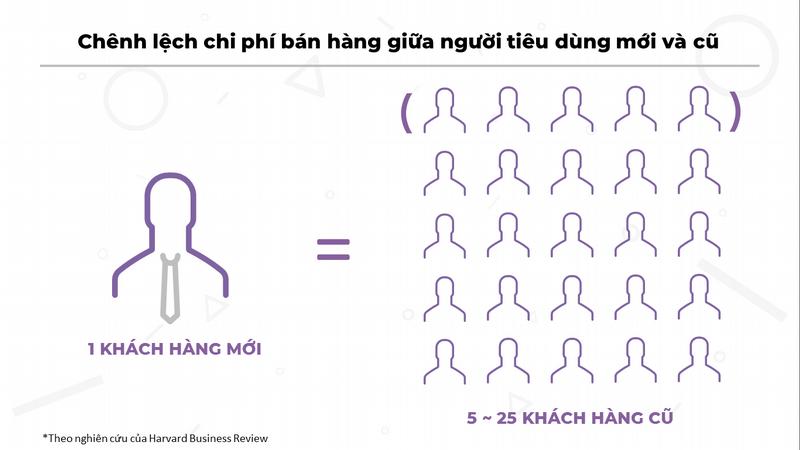 Chênh lệch chi phí bán hàng giữa người tiêu dùng mới và cũ
( )
=
1 KHÁCH HÀNG MỚI
5 ~ 25 KHÁCH HÀNG CŨ
*Theo nghiên cứu của Harvard Business Review